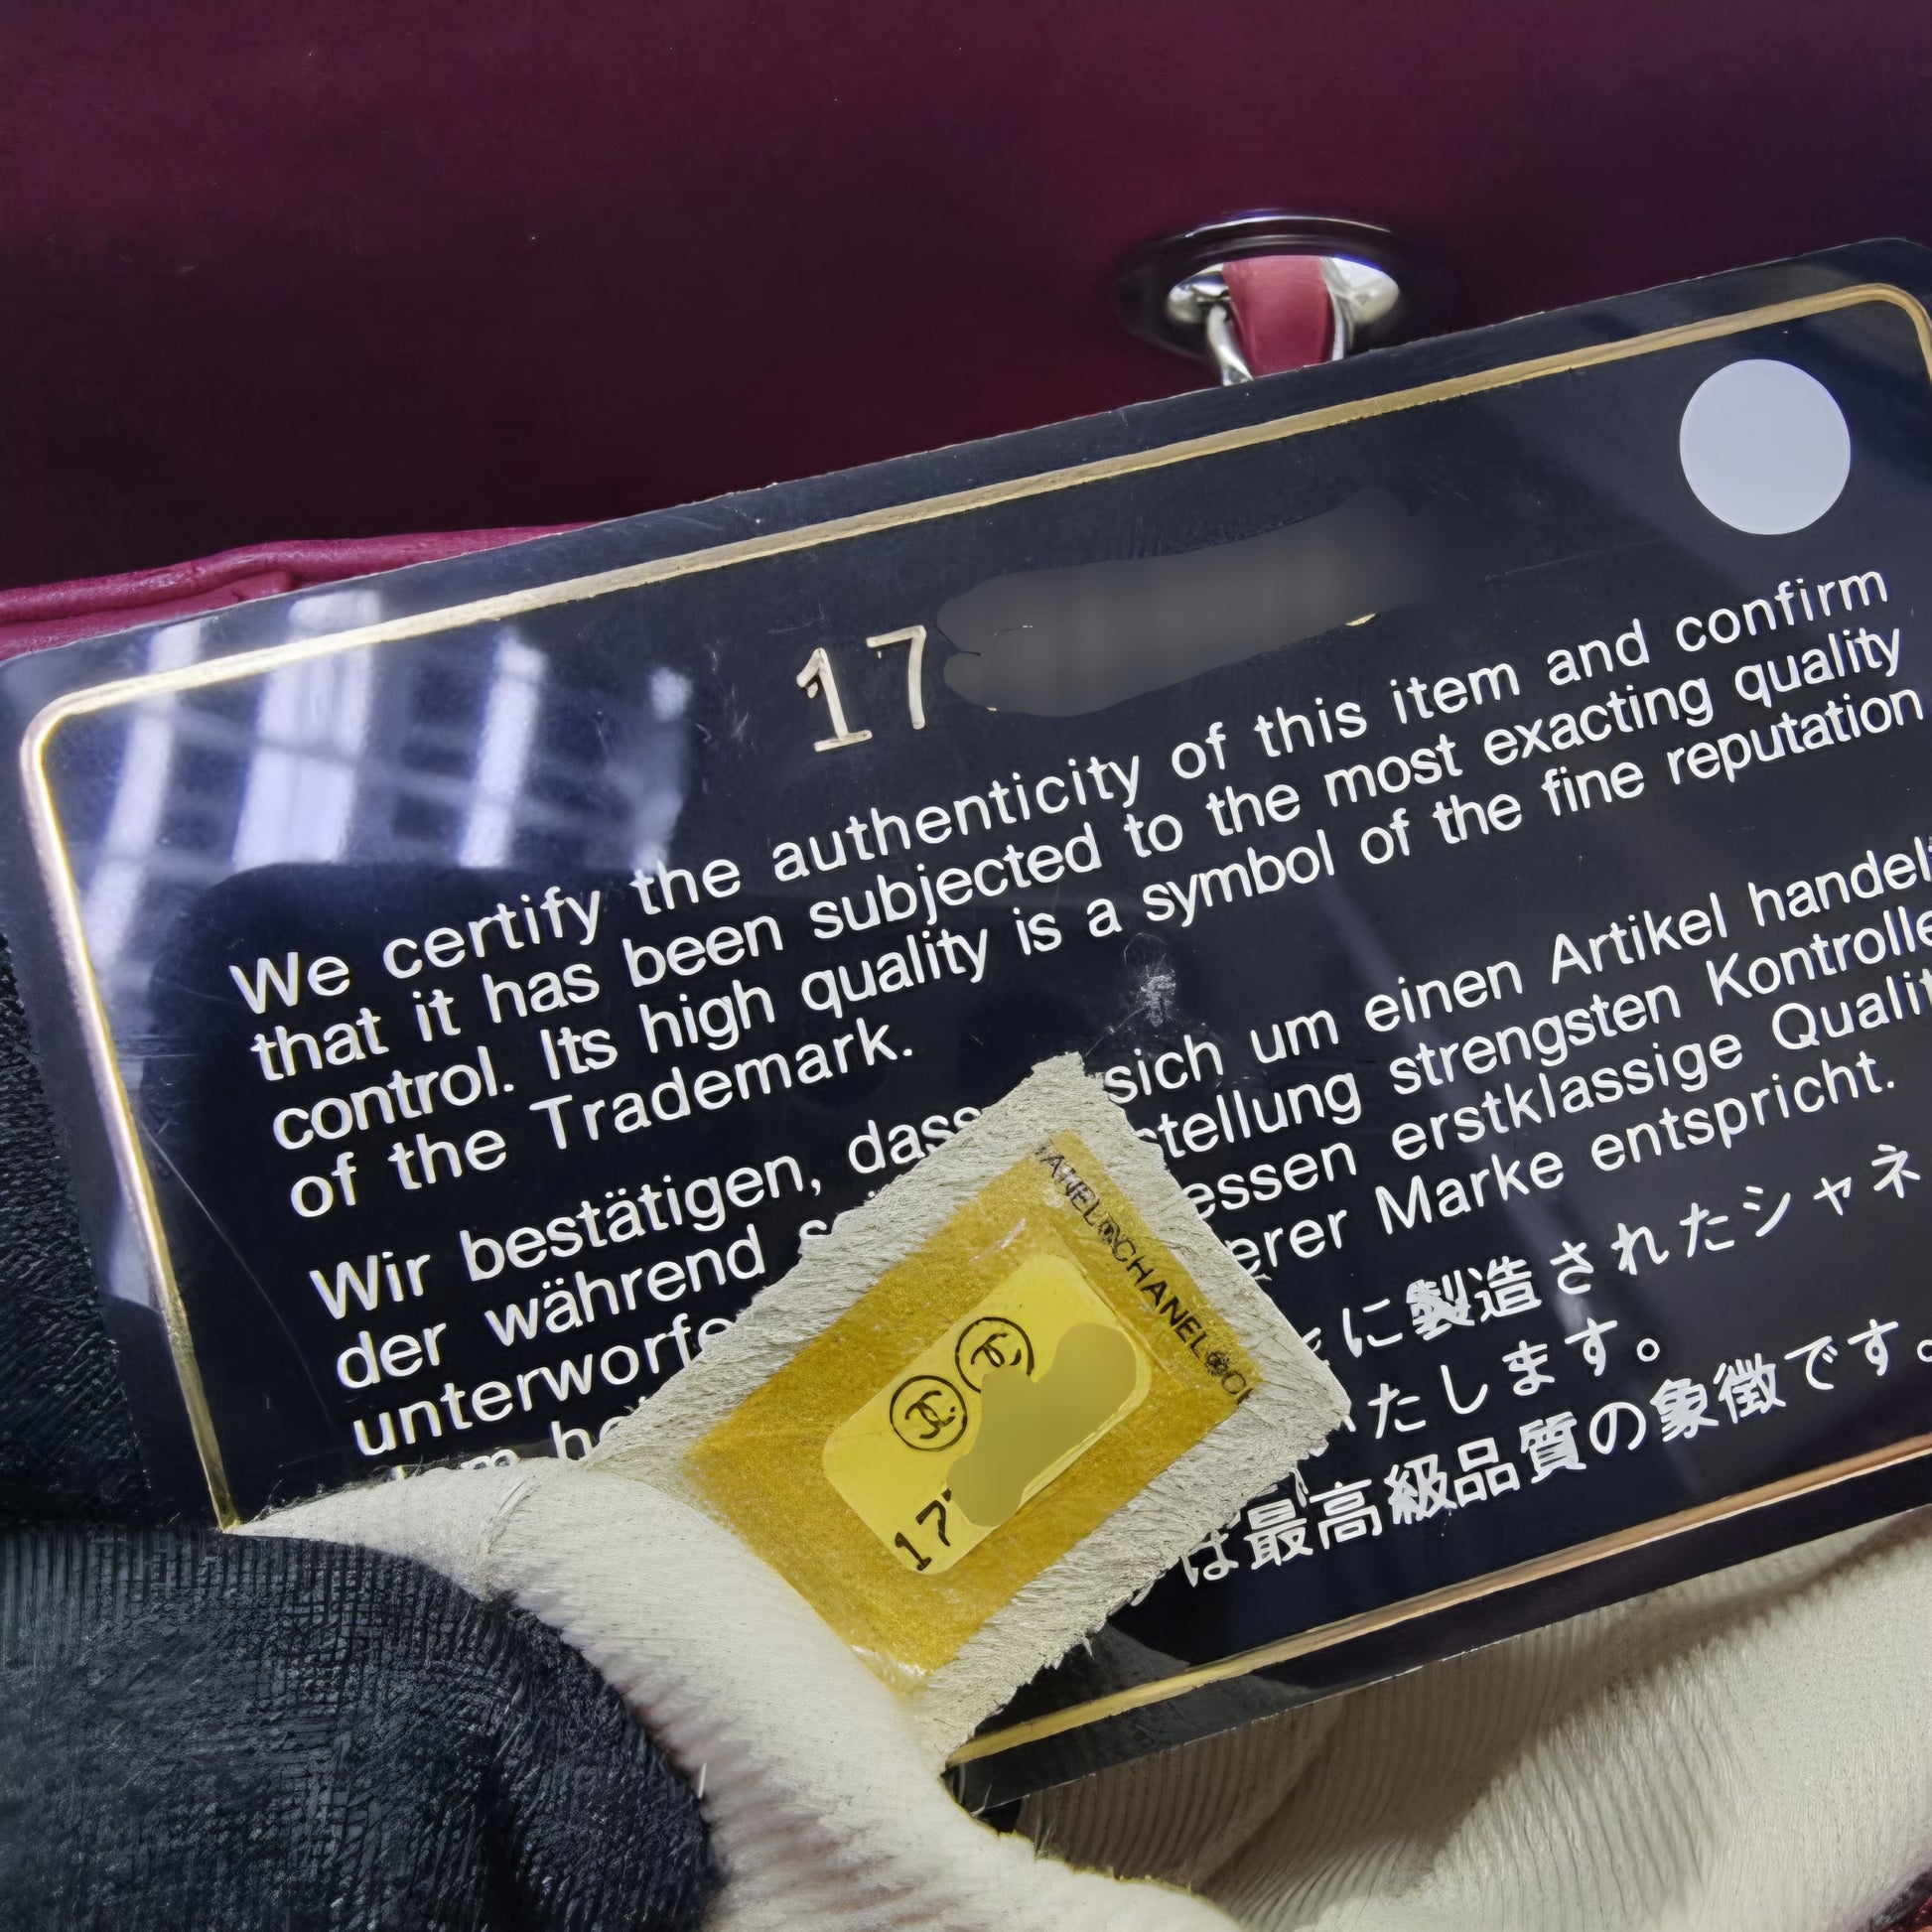 17
We certify the authenticity of this item and confirm
that it has been subjected to the most exacting quality
control. Its high quality is a symbol of the fine reputation
of the Trademark.
Wir bestätigen, dass sich um einen Artikel handelt
der während stellung strengsten Kontrolle
unterworfe essen erstklassige Qualit
erer Marke entspricht.
に製造されたシャネ
いたします。
は最高級品質の象徴です。
ANEL CHANEL
17